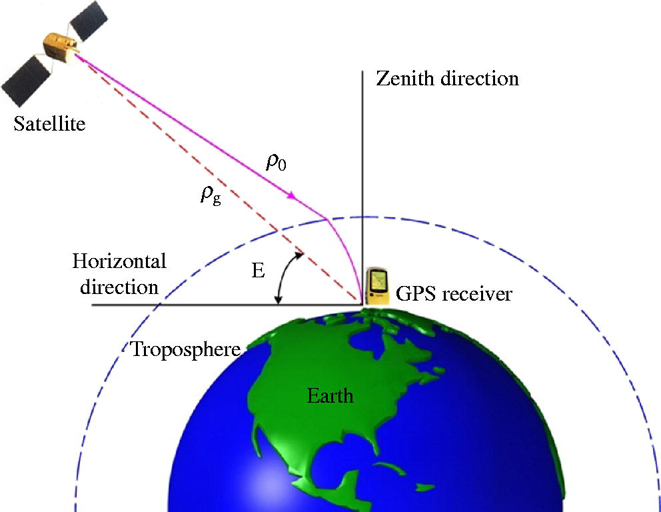 Zenith direction
Satellite
ρ0
ρg
Horizontal
direction
E
GPS receiver
Troposphere
Earth